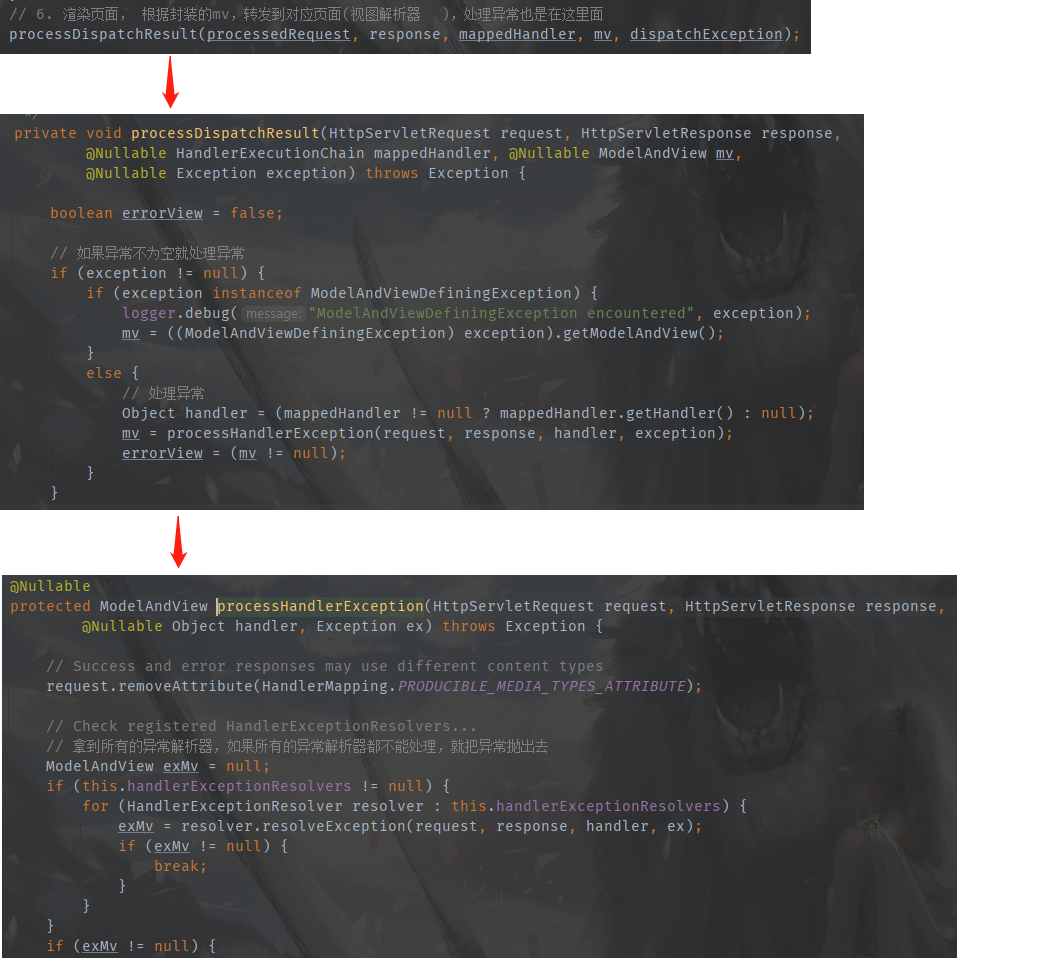 // 6. 渲染页面， 根据封装的mv，转发到对应页面(视图解析器  )，处理异常也是在这里面
processDispatchResult(processedRequest, response, mappedHandler, mv, dispatchException);
*/
private void processDispatchResult(HttpServletRequest request, HttpServletResponse response,
        @Nullable HandlerExecutionChain mappedHandler, @Nullable ModelAndView mv,
        @Nullable Exception exception) throws Exception {
    boolean errorView = false;
    // 如果异常不为空就处理异常
    if (exception != null) {
        if (exception instanceof ModelAndViewDefiningException) {
            logger.debug( message: "ModelAndViewDefiningException encountered", exception);
            mv = ((ModelAndViewDefiningException) exception).getModelAndView();
        }
        else {
            // 处理异常
            Object handler = (mappedHandler != null ? mappedHandler.getHandler() : null);
            mv = processHandlerException(request, response, handler, exception);
            errorView = (mv != null);
        }
    }
@Nullable
protected ModelAndView processHandlerException(HttpServletRequest request, HttpServletResponse response,
        @Nullable Object handler, Exception ex) throws Exception {
    // Success and error responses may use different content types
    request.removeAttribute(HandlerMapping.PRODUCIBLE_MEDIA_TYPES_ATTRIBUTE);
    // Check registered HandlerExceptionResolvers...
    // 拿到所有的异常解析器，如果所有的异常解析器都不能处理，就把异常抛出去
    ModelAndView exMv = null;
    if (this.handlerExceptionResolvers != null) {
        for (HandlerExceptionResolver resolver : this.handlerExceptionResolvers) {
            exMv = resolver.resolveException(request, response, handler, ex);
            if (exMv != null) {
                break;
            }
        }
    }
    if (exMv != null) {